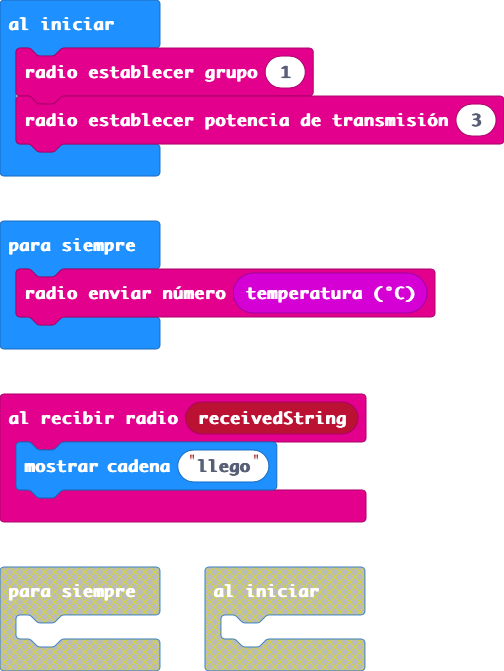 al iniciar
radio establecer grupo 1
radio establecer potencia de transmisión 3
para siempre
radio enviar número temperatura (°C)
al recibir radio receivedString
mostrar cadena "llego"
para siempre al iniciar